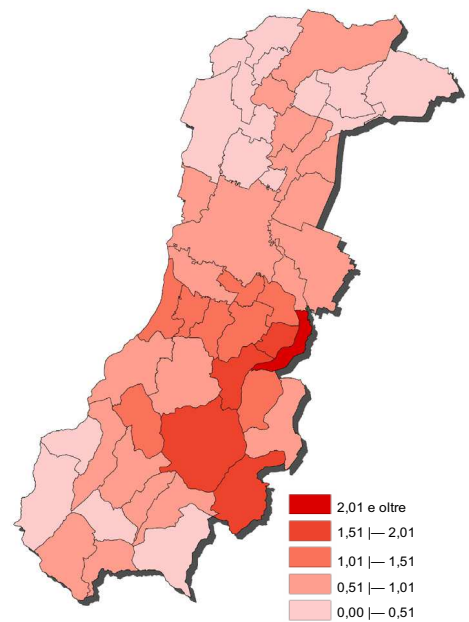 2,01 e oltre
1,51 |— 2,01
1,01 |— 1,51
0,51 |— 1,01
0,00 |— 0,51